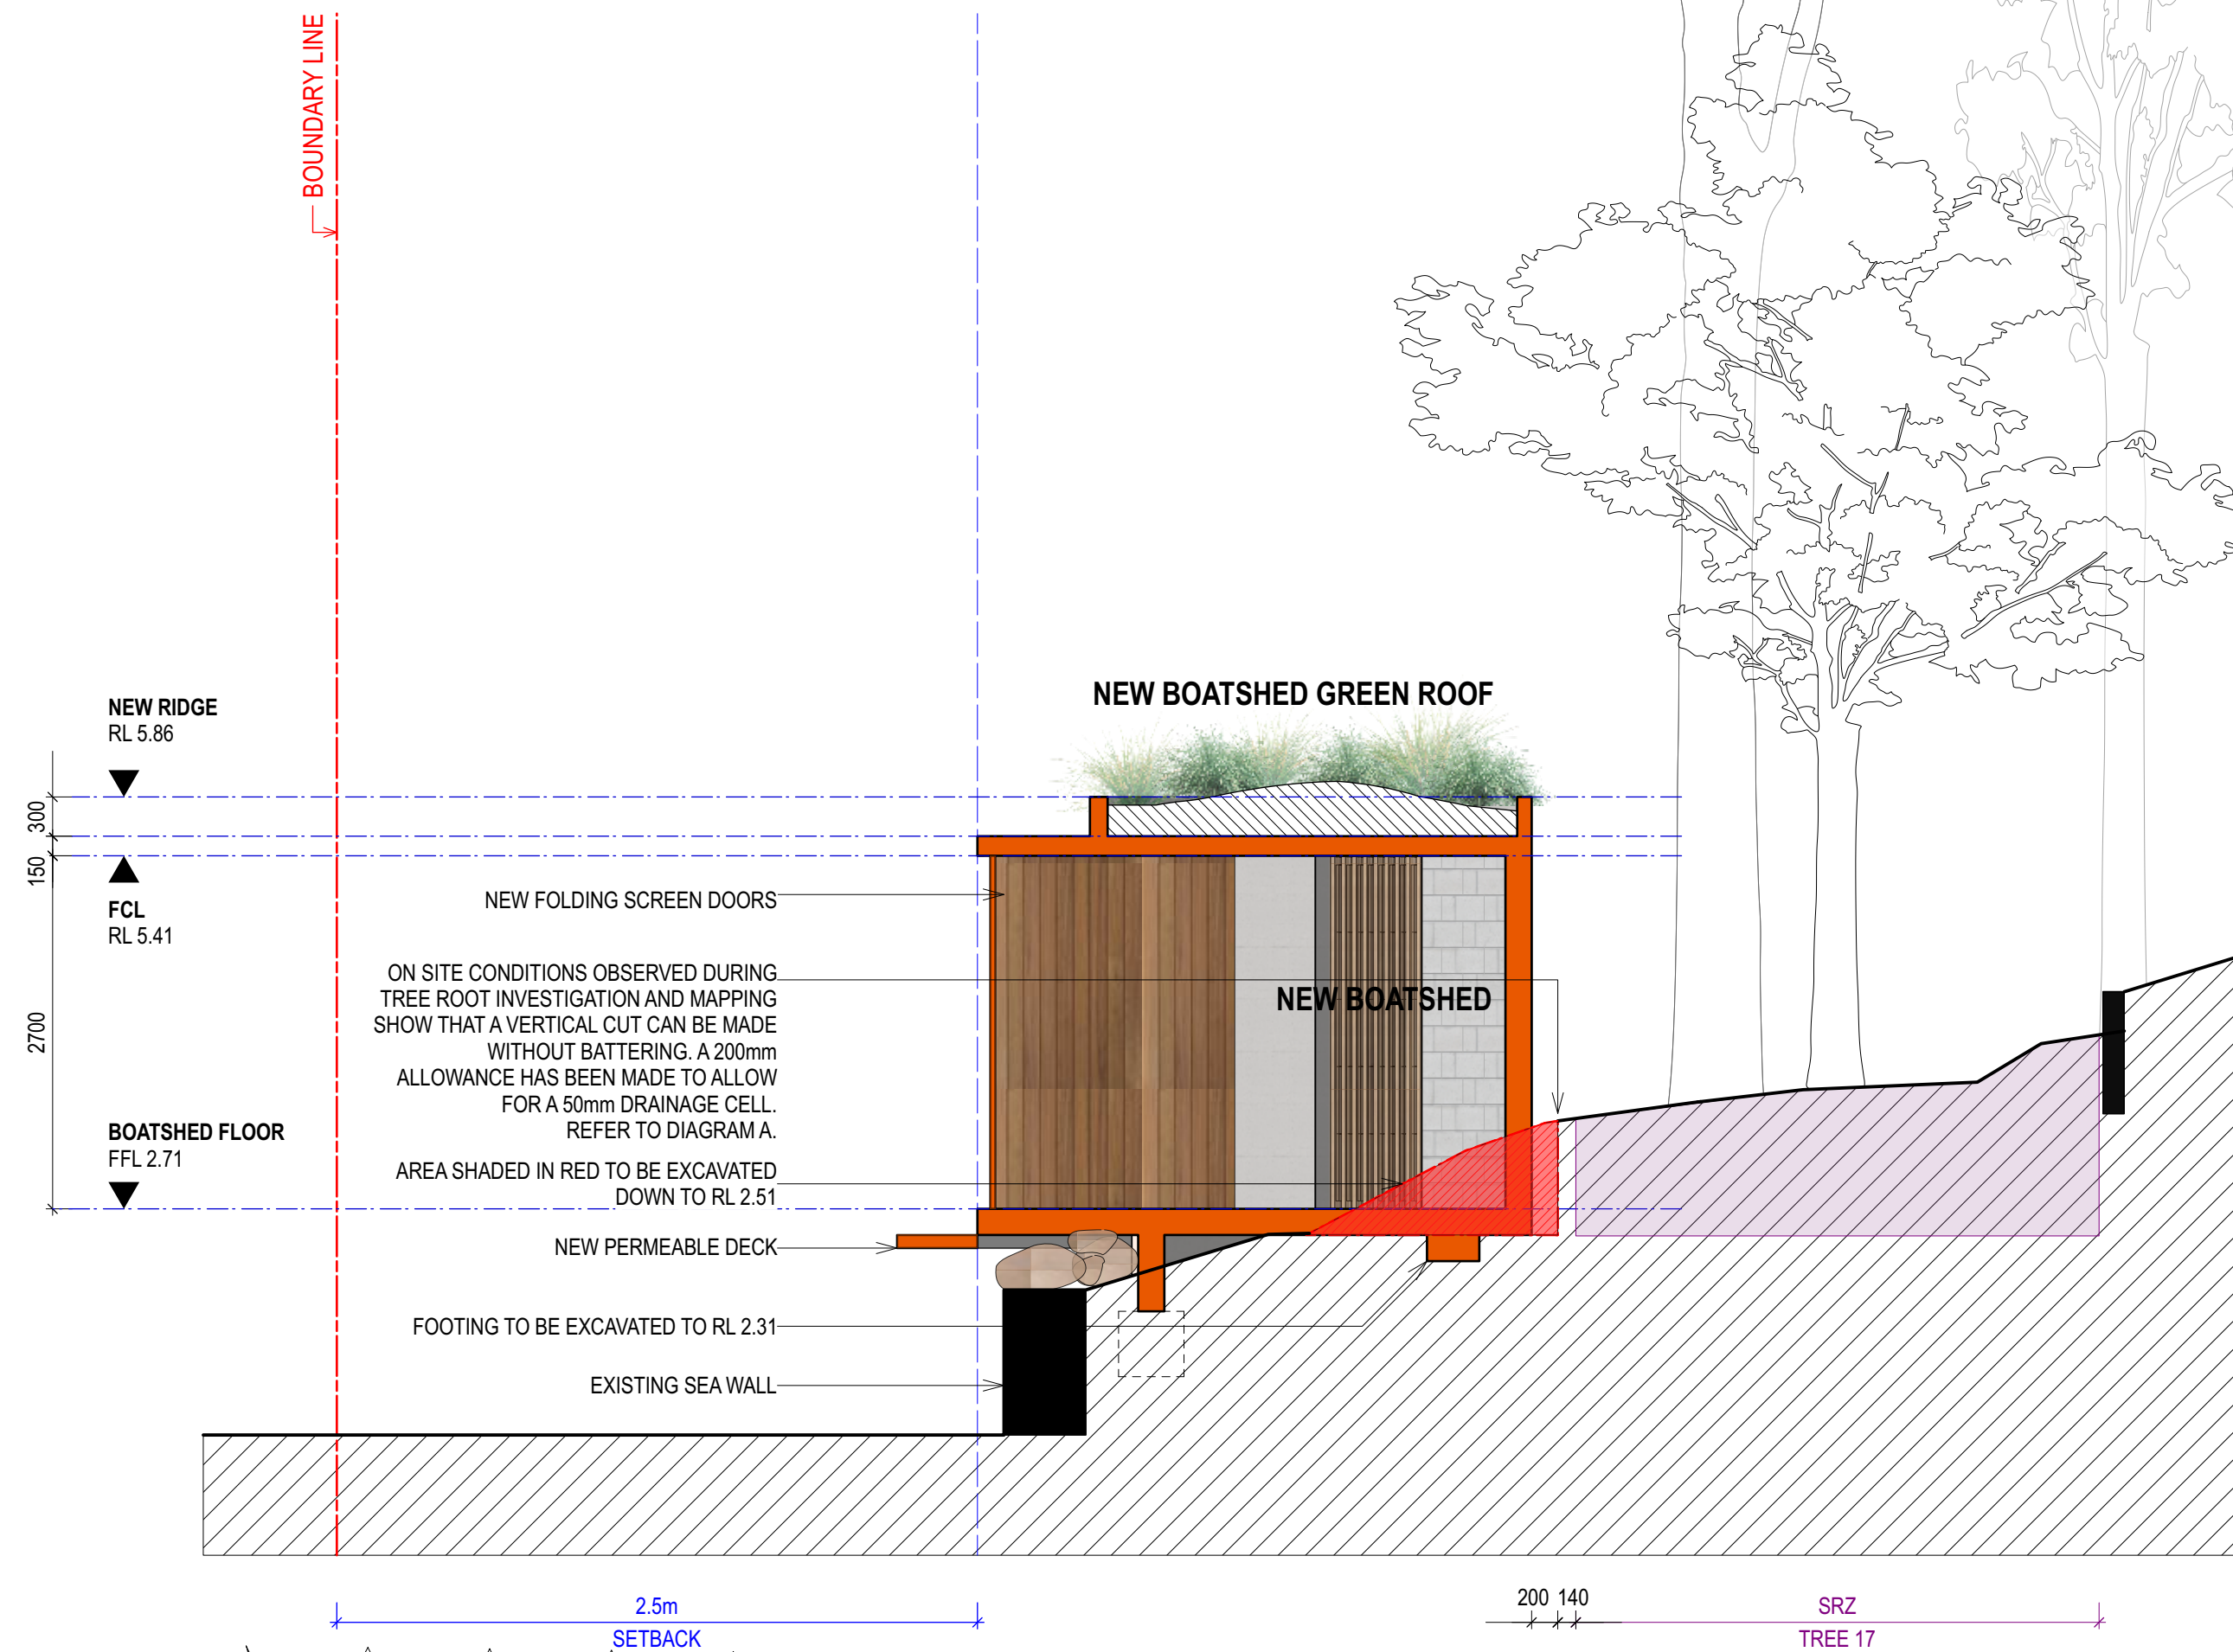 BOUNDARY LINE
NEW BOATSHED GREEN ROOF
NEW RIDGE
RL 5.86
300
150
FCL
RL 5.41
2700
BOATSHED FLOOR
FFL 2.71
NEW FOLDING SCREEN DOORS
ON SITE CONDITIONS OBSERVED DURING
TREE ROOT INVESTIGATION AND MAPPING
SHOW THAT A VERTICAL CUT CAN BE MADE
WITHOUT BATTERING. A 200mm
ALLOWANCE HAS BEEN MADE TO ALLOW
FOR A 50mm DRAINAGE CELL.
REFER TO DIAGRAM A.
NEW BOATSHED
AREA SHADED IN RED TO BE EXCAVATED
DOWN TO RL 2.51
NEW PERMEABLE DECK
FOOTING TO BE EXCAVATED TO RL 2.31
EXISTING SEA WALL
2.5m
SETBACK
200 140
SRZ
TREE 17